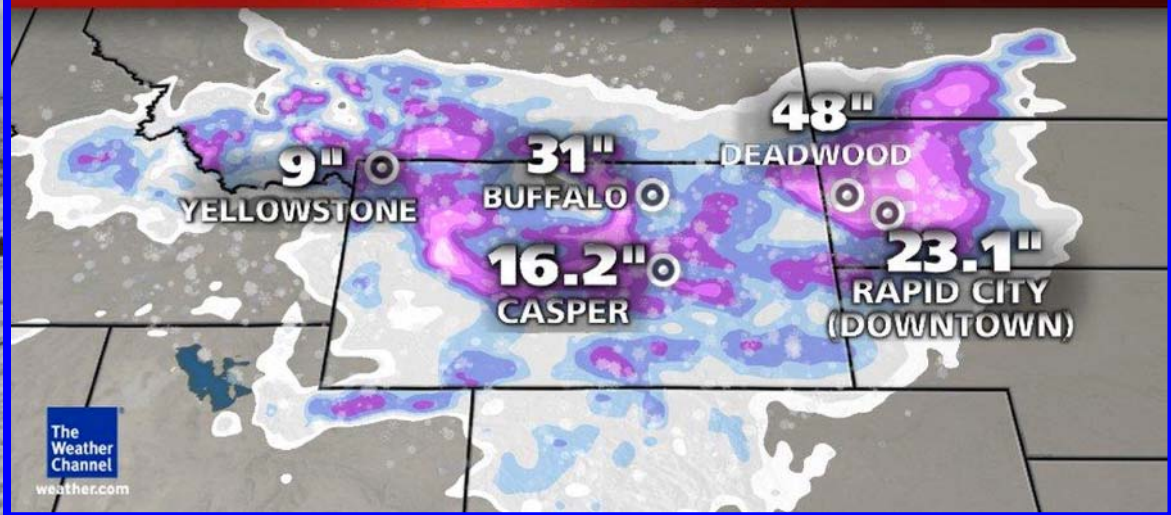 48"
DEADWOOD
31"
BUFFALO
9"
YELLOWSTONE
16.2"
CASPER
23.1"
RAPID CITY
(DOWNTOWN)
The
Weather
Channel
weather.com